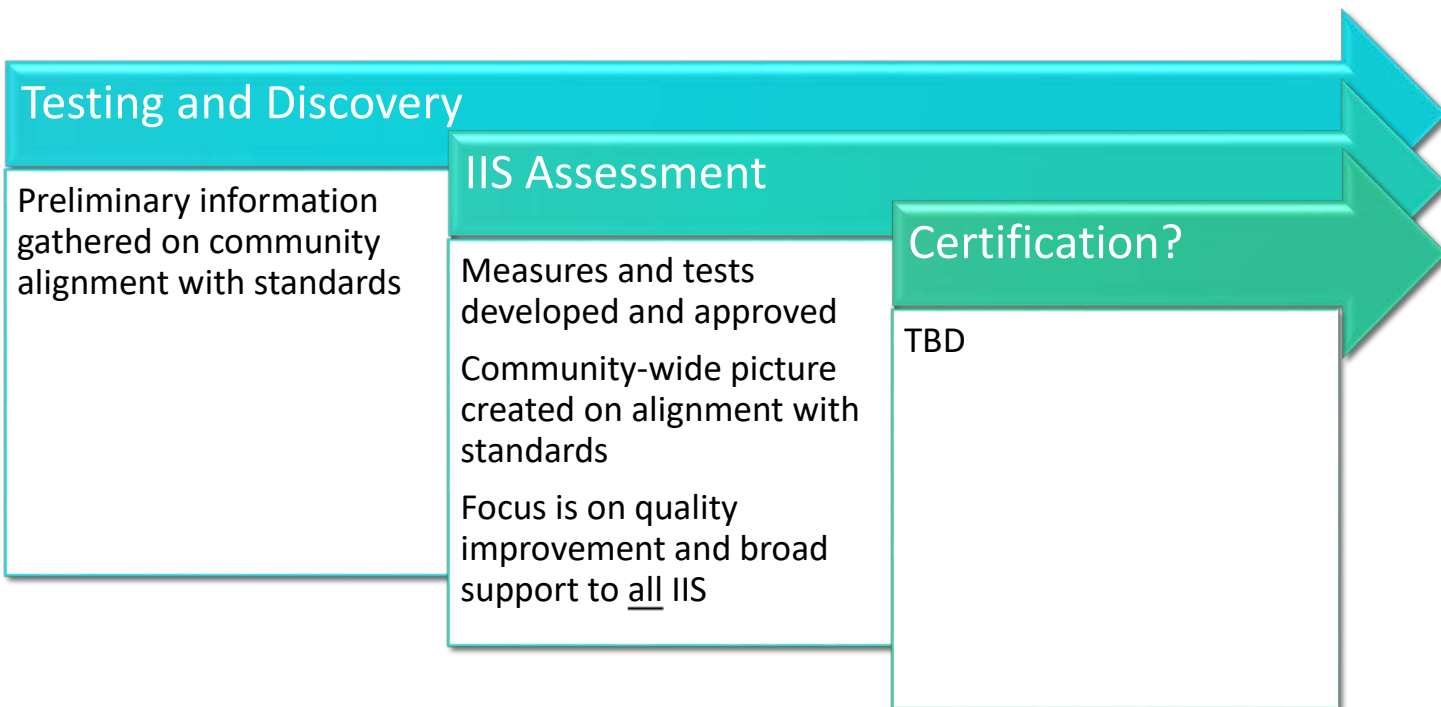 Testing and Discovery
Preliminary information
gathered on community
alignment with standards
IIS Assessment
Measures and tests
developed and approved
Community-wide picture
created on alignment with
standards
Focus is on quality
improvement and broad
support to all IIS
Certification?
TBD